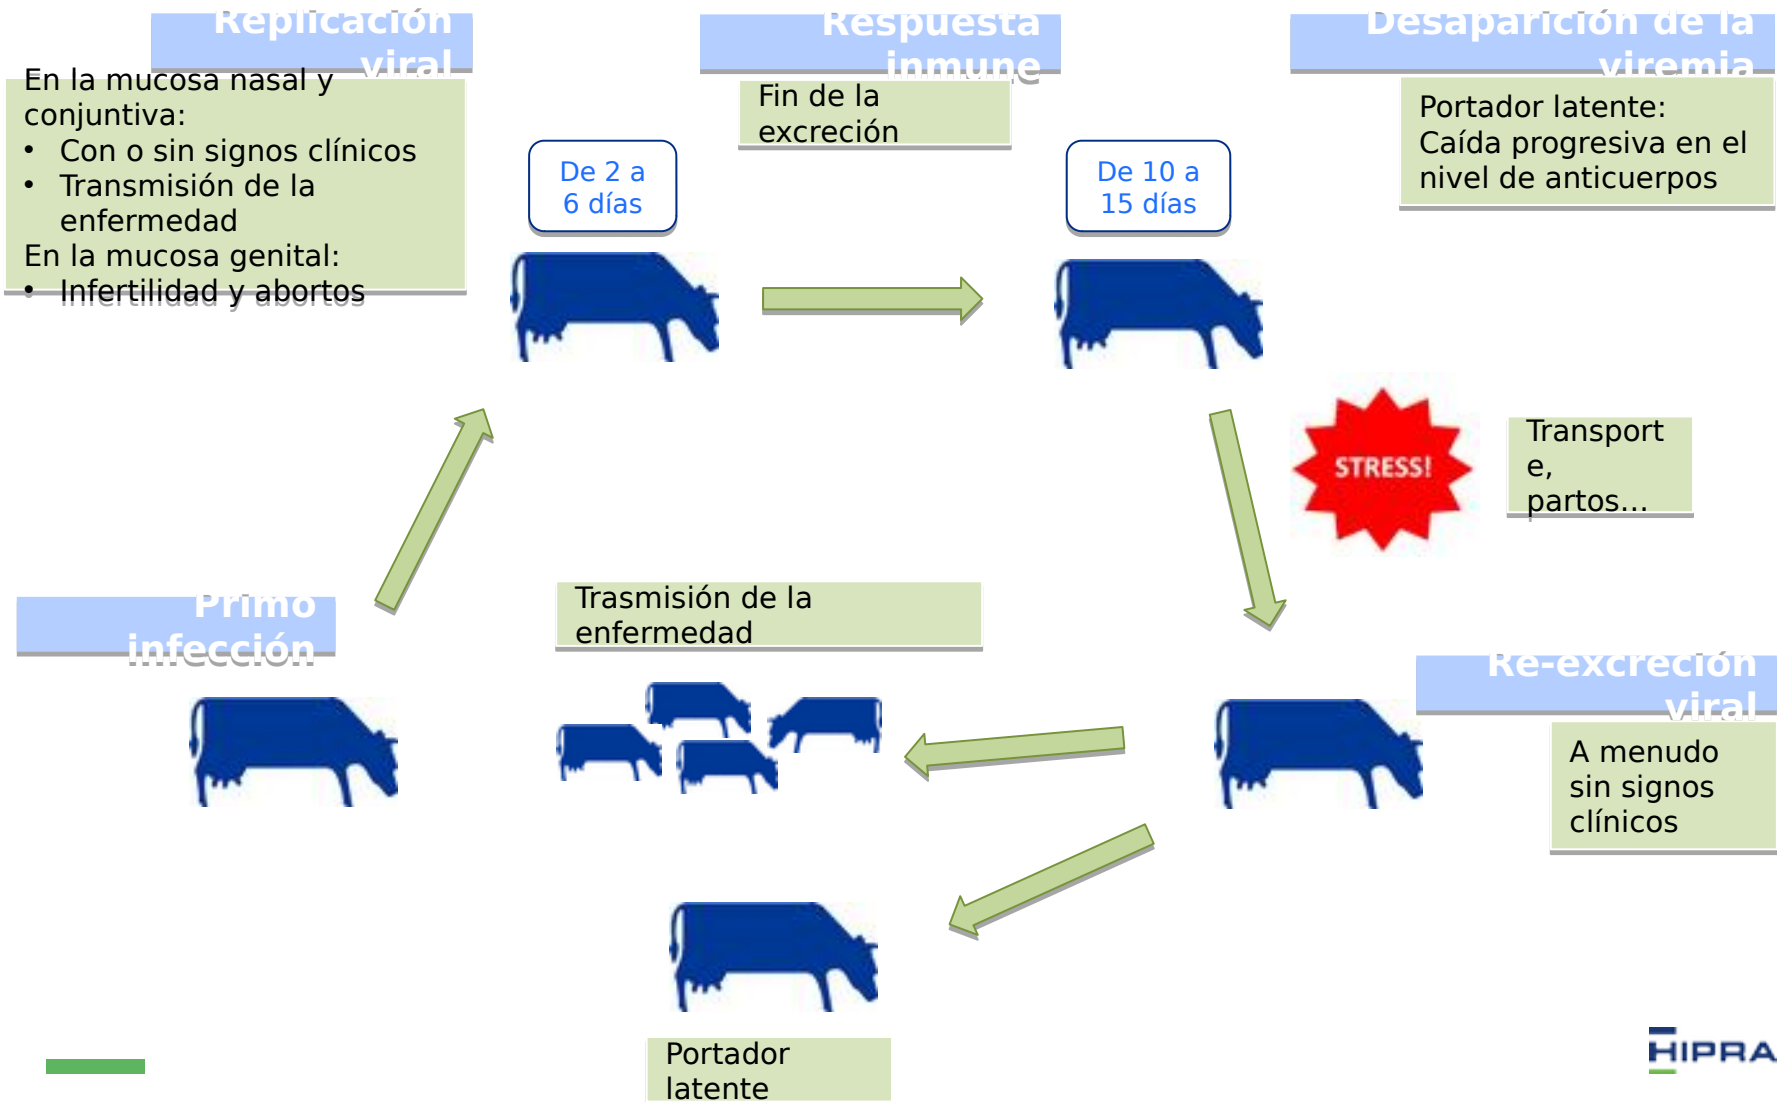 Replicación
viral
En la mucosa nasal y
conjuntiva:
• Con o sin signos clínicos
• Transmisión de la
enfermedad
En la mucosa genital:
• Infertilidad y abortos
Respuesta
inmune
Fin de la
excreción
Desaparición de la
viremia
Portador latente:
Caída progresiva en el
nivel de anticuerpos
De 2 a
6 días
De 10 a
15 días
STRESS!
Transport
e,
partos...
Primo
infección
Trasmisión de la
enfermedad
Re-excreción
viral
A menudo
sin signos
clínicos
Portador
latente
HIPRA